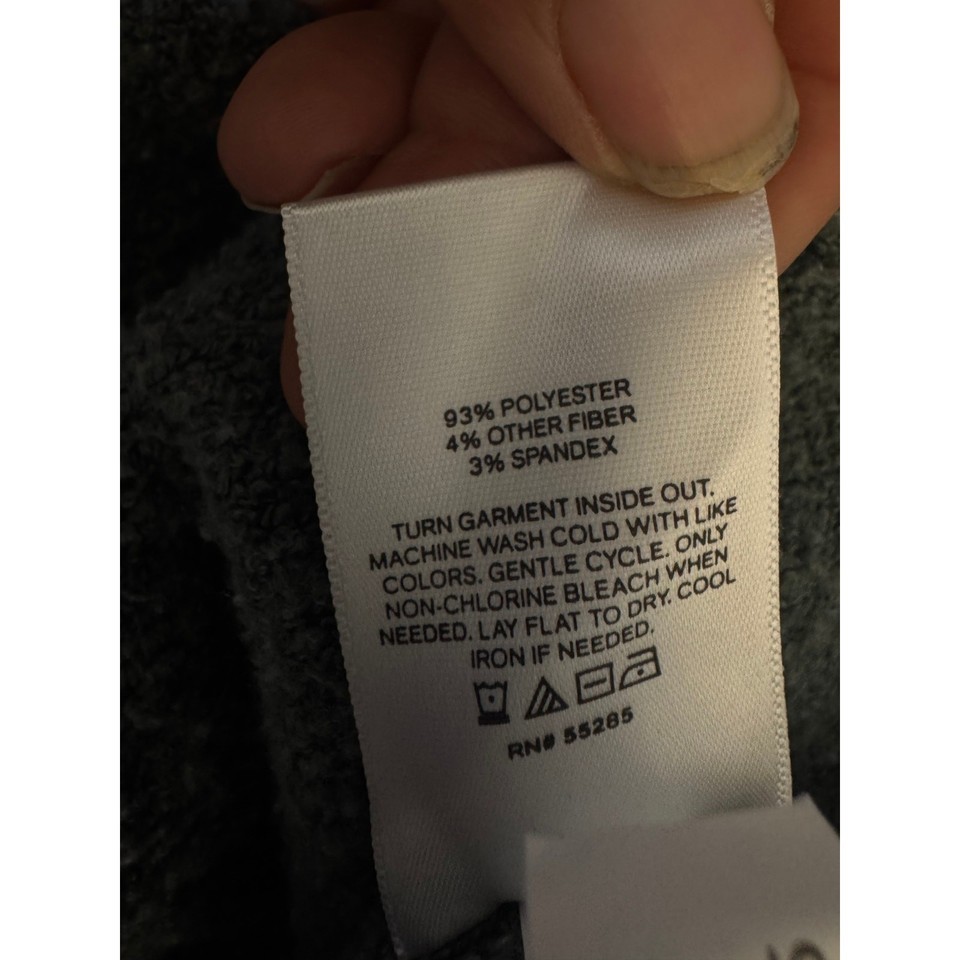 93% POLYESTER
4% OTHER FIBER
3% SPANDEX
TURN GARMENT INSIDE OUT.
MACHINE WASH COLD WITH LIKE
COLORS. GENTLE CYCLE. ONLY
NON-CHLORINE BLEACH WHEN
NEEDED. LAY FLAT TO DRY. COOL
IRON IF NEEDED.
RN# 55285